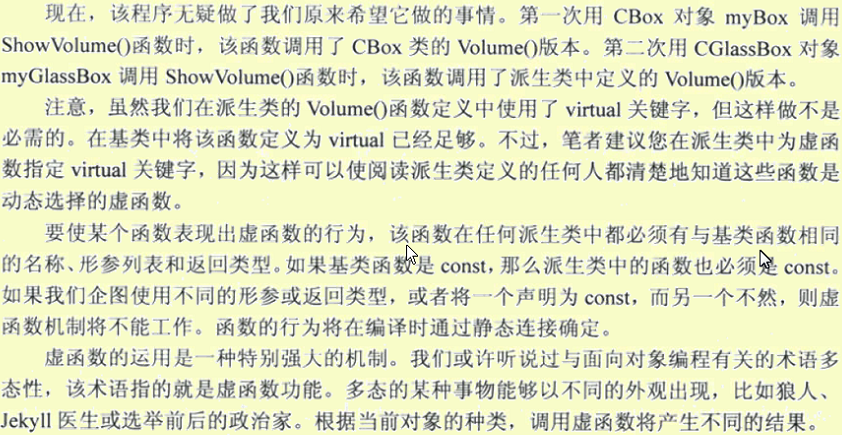 现在，该程序无疑做了我们原来希望它做的事情。第一次用 CBox 对象 myBox 调用
ShowVolume()函数时，该函数调用了 CBox 类的 Volume()版本。第二次用 CGlassBox 对象
myGlassBox 调用 ShowVolume()函数时，该函数调用了派生类中定义的 Volume()版本。
注意，虽然我们在派生类的 Volume()函数定义中使用了 virtual 关键字，但这样做不是
必需的。在基类中将该函数定义为 virtual 已经足够。不过，笔者建议您在派生类中为虚函
数指定 virtual 关键字，因为这样可以使阅读派生类定义的任何人都清楚地知道这些函数是
动态选择的虚函数。
要使某个函数表现出虚函数的行为，该函数在任何派生类中都必须有与基类函数相同
的名称、形参列表和返回类型。如果基类函数是 const，那么派生类中的函数也必须是 const。
如果我们企图使用不同的形参或返回类型，或者将一个声明为 const，而另一个不然，则虚
函数机制将不能工作。函数的行为将在编译时通过静态连接确定。
虚函数的运用是一种特别强大的机制。我们或许听说过与面向对象编程有关的术语多
态性，该术语指的就是虚函数功能。多态的某种事物能够以不同的外观出现，比如狼人、
Jekyll 医生或选举前后的政治家。根据当前对象的种类，调用虚函数将产生不同的结果。